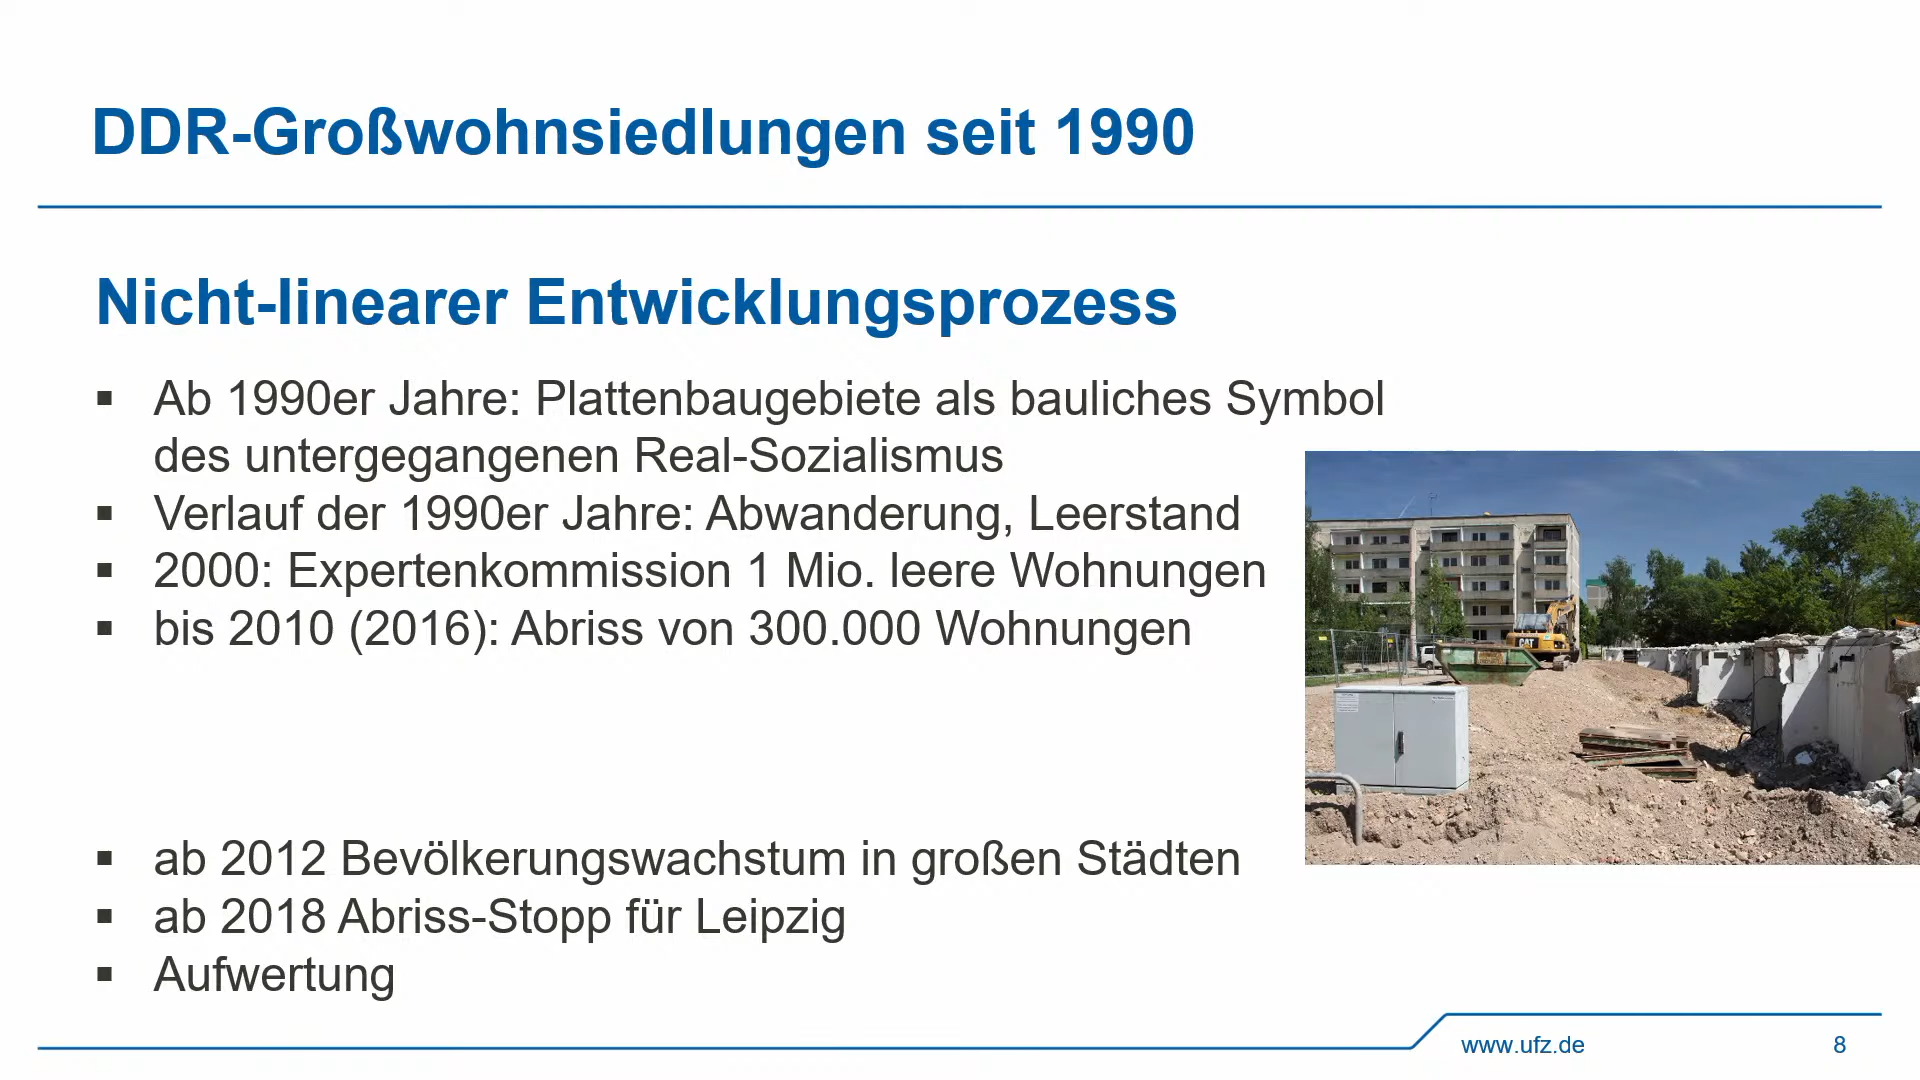 DDR-Großwohnsiedlungen seit 1990
Nicht-linearer Entwicklungsprozess
▪ Ab 1990er Jahre: Plattenbaugebiete als bauliches Symbol
des untergegangenen Real-Sozialismus
▪ Verlauf der 1990er Jahre: Abwanderung, Leerstand
▪ 2000: Expertenkommission 1 Mio. leere Wohnungen
▪ bis 2010 (2016): Abriss von 300.000 Wohnungen
CAT
▪ ab 2012 Bevölkerungswachstum in großen Städten
▪ ab 2018 Abriss-Stopp für Leipzig
▪ Aufwertung
www.ufz.de
8